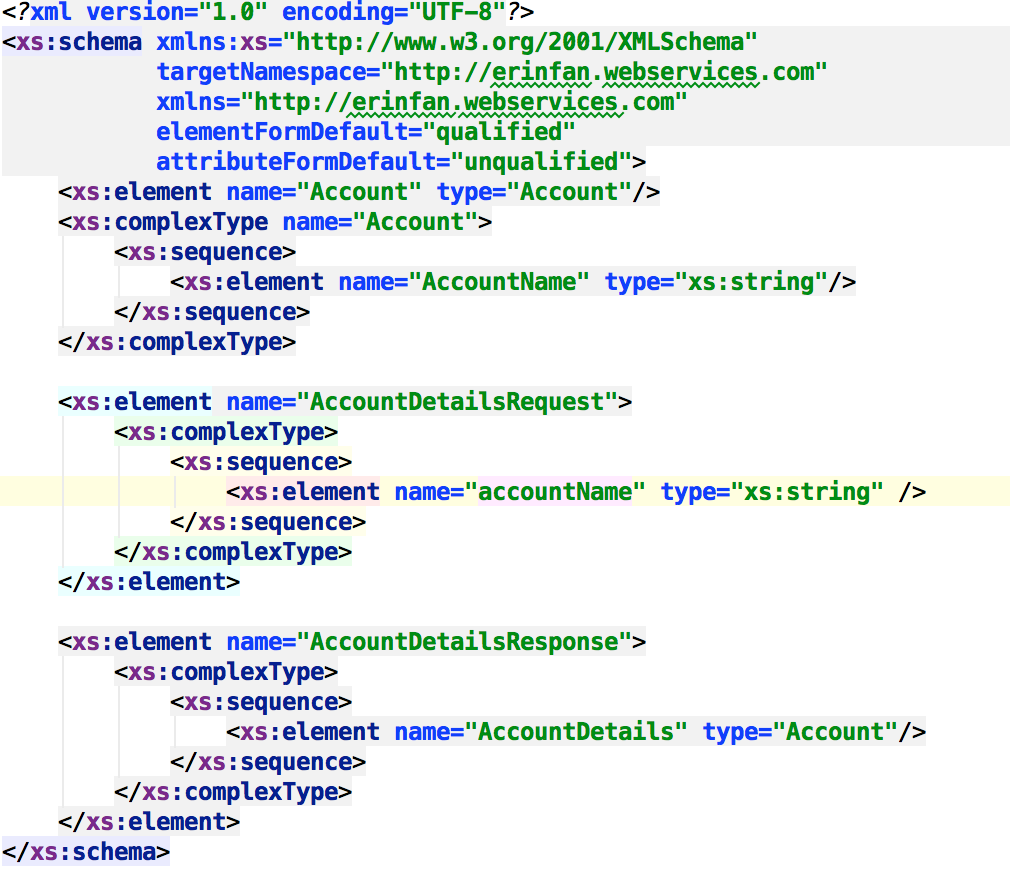 <?xml version="1.0" encoding="UTF-8"?>
<xs:schema xmlns:xs="http://www.w3.org/2001/XMLSchema"
           targetNamespace="http://erinfan.webservices.com"
           xmlns="http://erinfan.webservices.com"
           elementFormDefault="qualified"
           attributeFormDefault="unqualified">
    <xs:element name="Account" type="Account"/>
    <xs:complexType name="Account">
        <xs:sequence>
            <xs:element name="AccountName" type="xs:string"/>
        </xs:sequence>
    </xs:complexType>

    <xs:element name="AccountDetailsRequest">
        <xs:complexType>
            <xs:sequence>
                <xs:element name="accountName" type="xs:string" />
            </xs:sequence>
        </xs:complexType>
    </xs:element>

    <xs:element name="AccountDetailsResponse">
        <xs:complexType>
            <xs:sequence>
                <xs:element name="AccountDetails" type="Account"/>
            </xs:sequence>
        </xs:complexType>
    </xs:element>
</xs:schema>